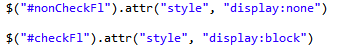 $("#nonCheckFl").attr("style", "display:none")
$("#checkFl").attr("style", "display:block")